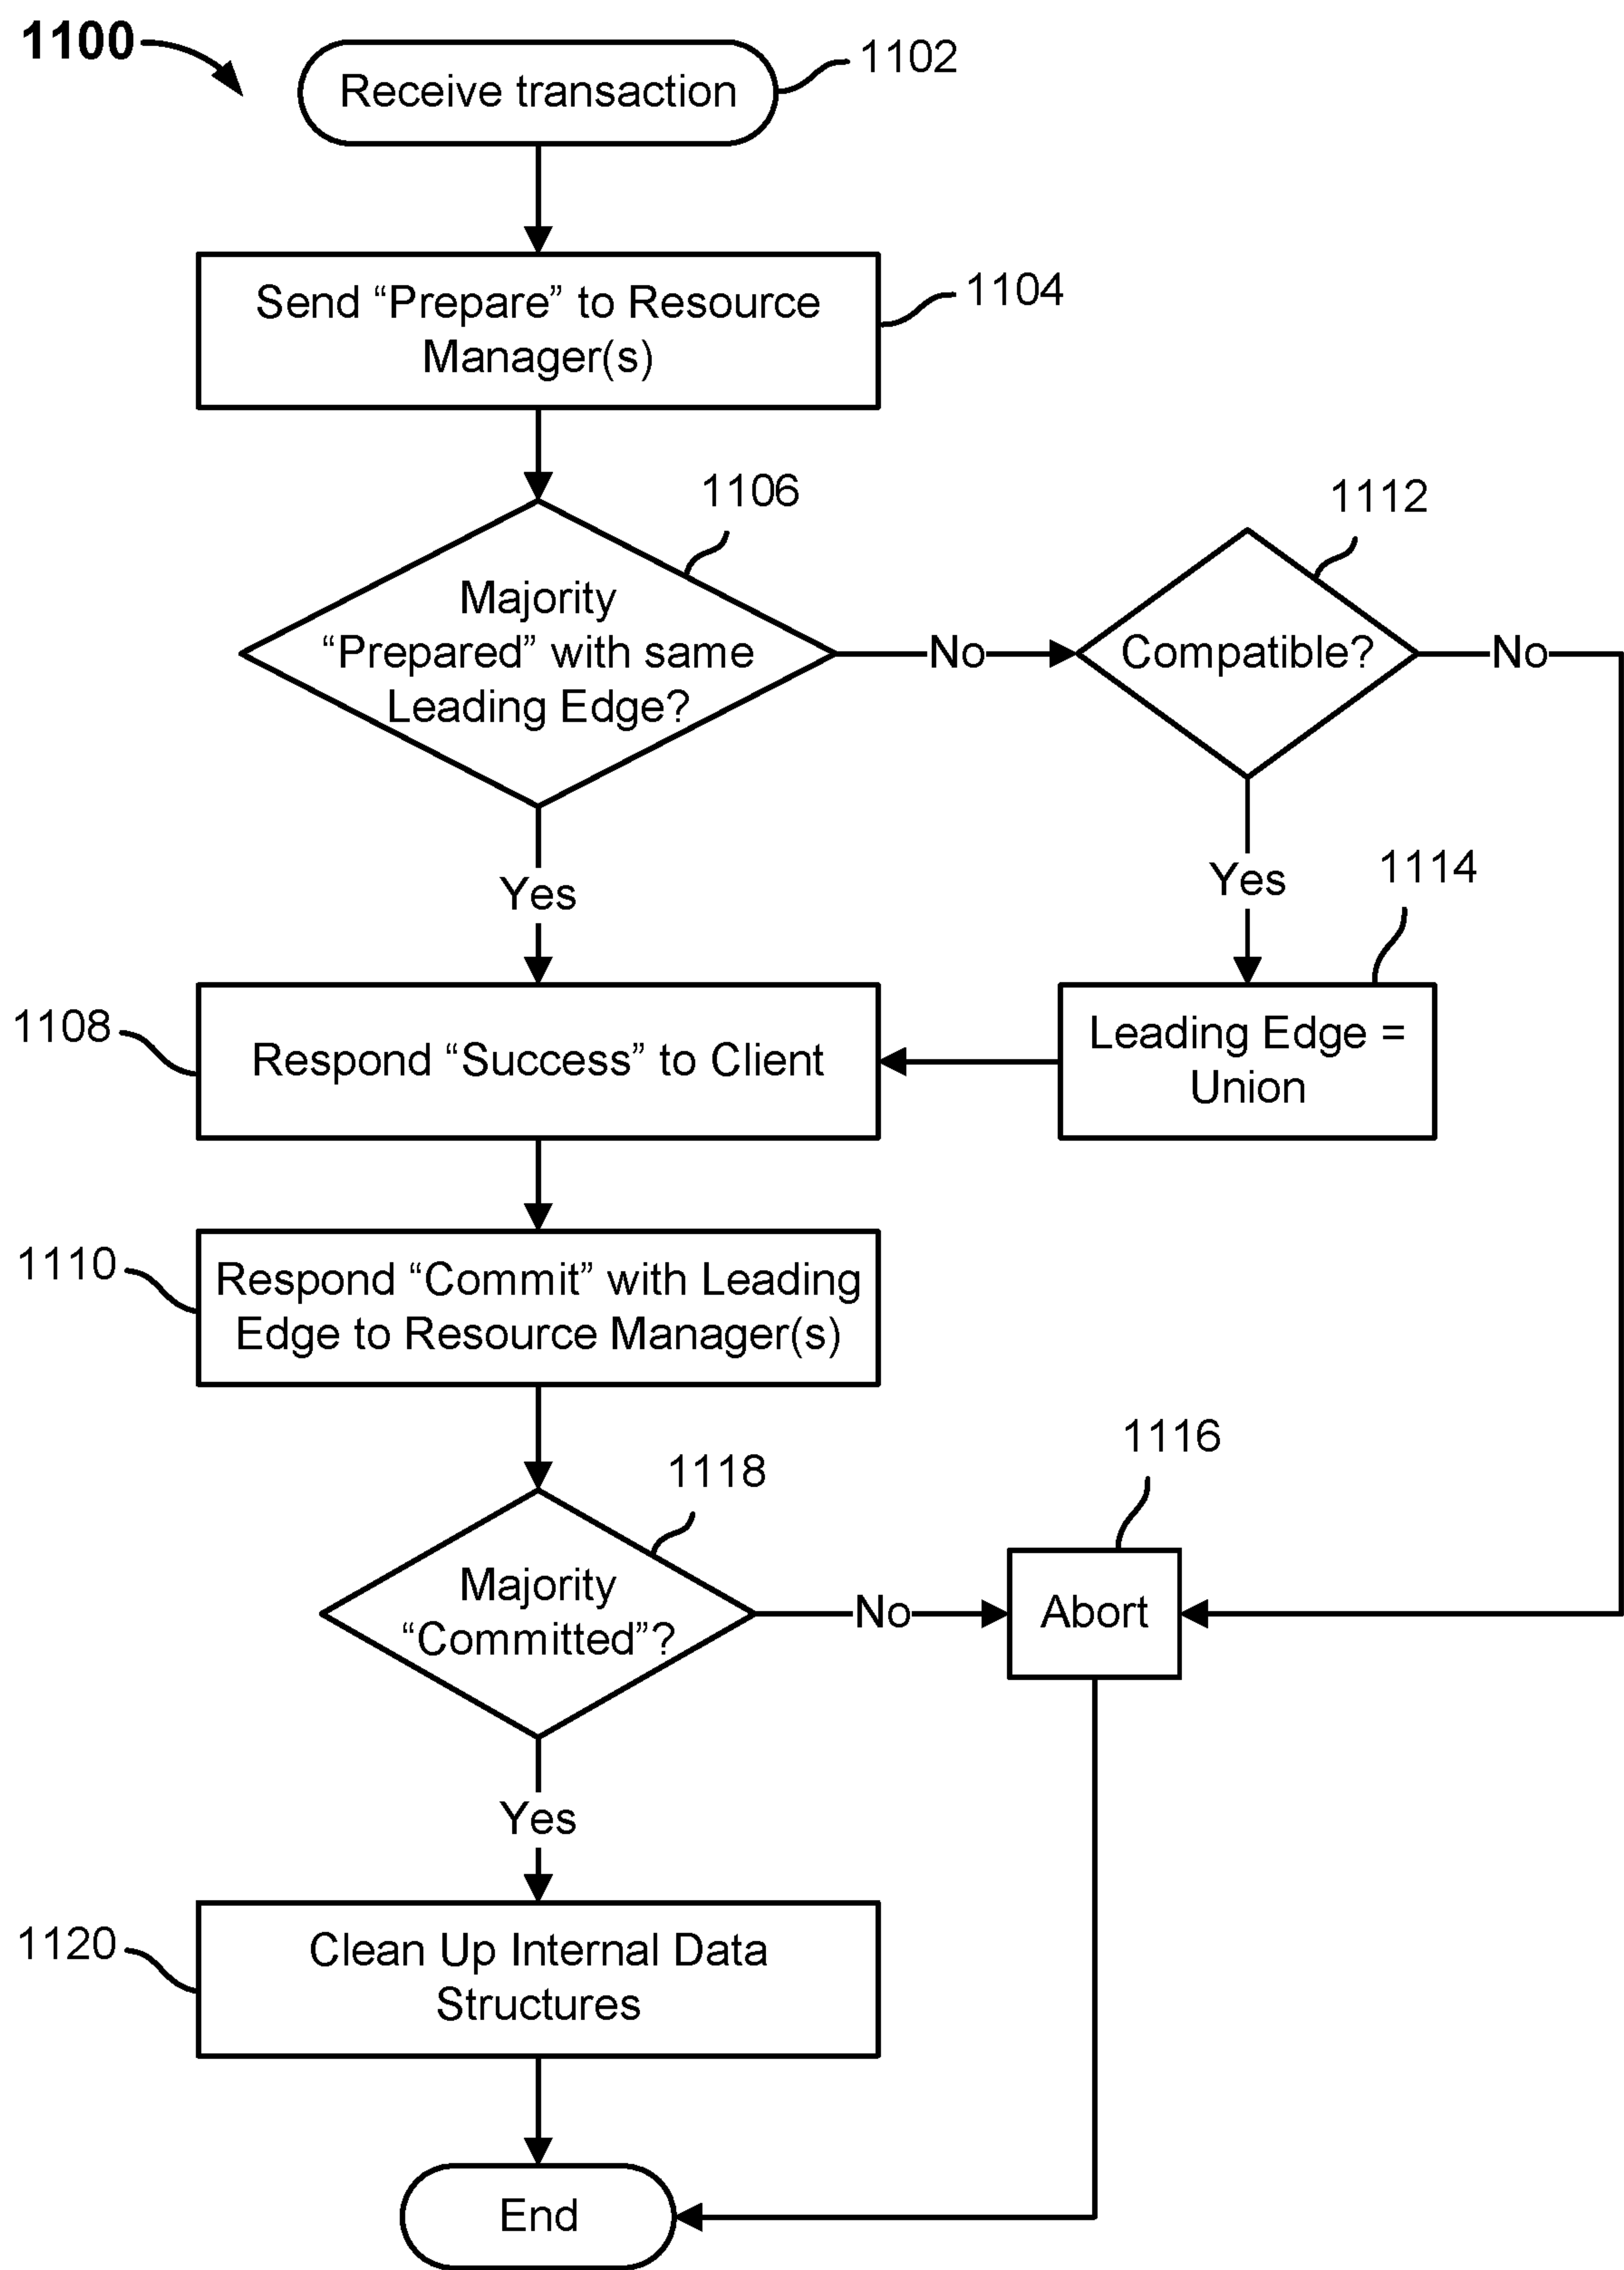 1100
Receive transaction
1102
Send “Prepare” to Resource
Manager(s)
1104
1106
Majority
“Prepared” with same
Leading Edge?
No
1112
Compatible?
No
Yes
Yes
1114
1108
Respond “Success” to Client
Leading Edge =
Union
1110
Respond “Commit” with Leading
Edge to Resource Manager(s)
1118
Majority
“Committed”?
No
1116
Abort
Yes
1120
Clean Up Internal Data
Structures
End